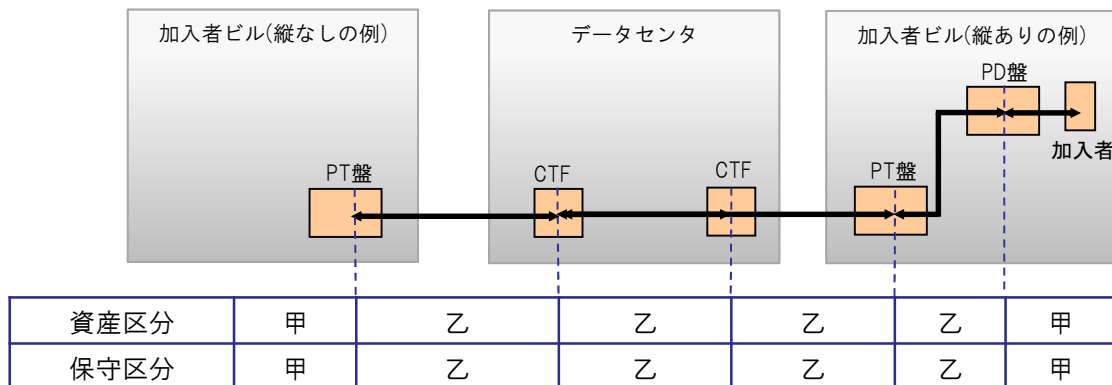 加入者ビル(縦なしの例)
データセンタ
加入者ビル(縦ありの例)
PD盤
加入者
PT盤
CTF
CTF
PT盤
資産区分 甲 乙 乙 乙 乙 甲
保守区分 甲 乙 乙 乙 乙 甲